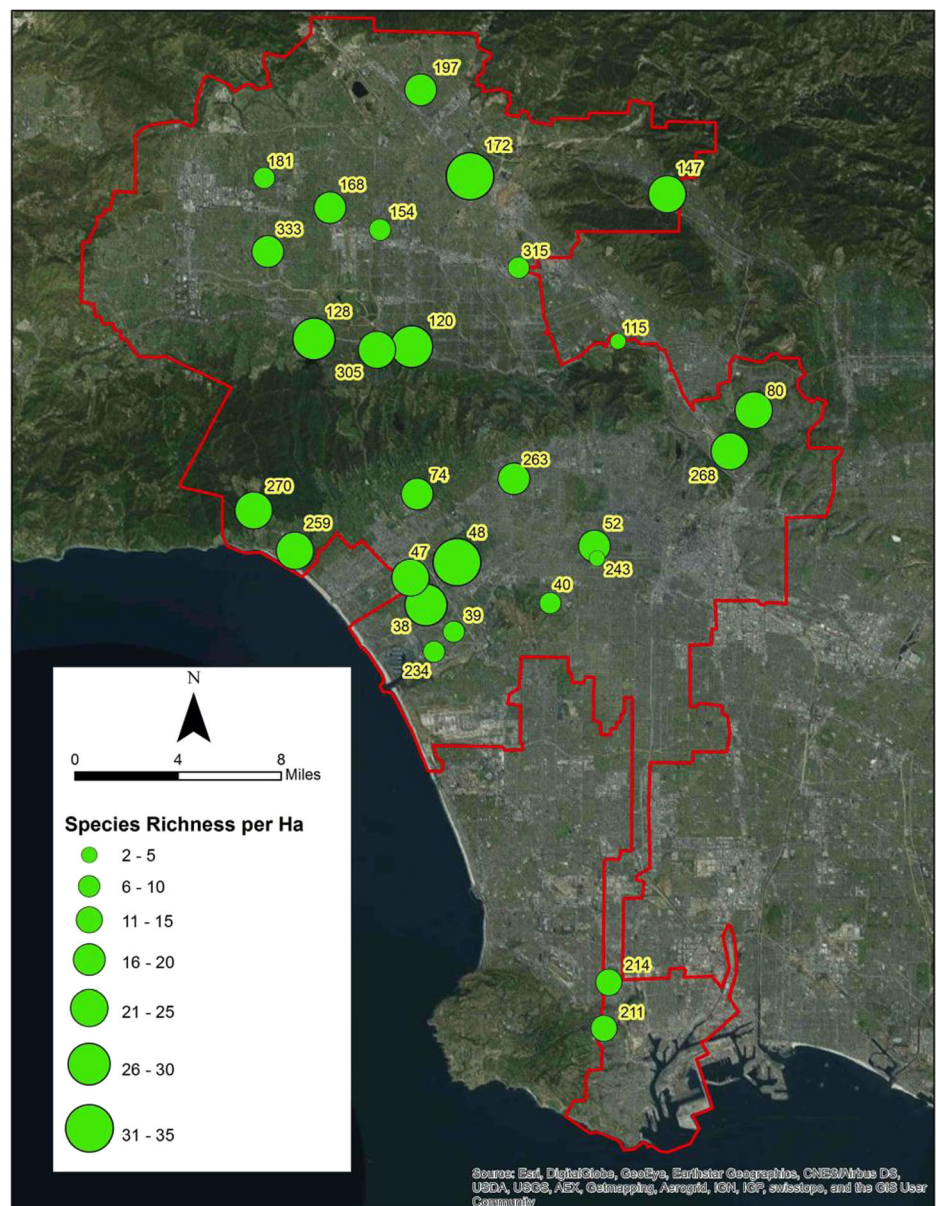 197
172
181
147
168
154
333
315
128
120
115
305
80
263
268
74
270
259
48
52
47
243
40
39
38
234
N
0 4 8
Miles
Species Richness per Ha
2 - 5
6 - 10
11 - 15
16 - 20
21 - 25
26 - 30
31 - 35
214
211
Source: Esri, DigitalGlobe, GeoEye, Earthstar Geographics, CNES/Airbus DS,
USDA, USGS, AEX, Getmapping, Aerogrid, IGN, IGP, swisstopo, and the GIS User
Community